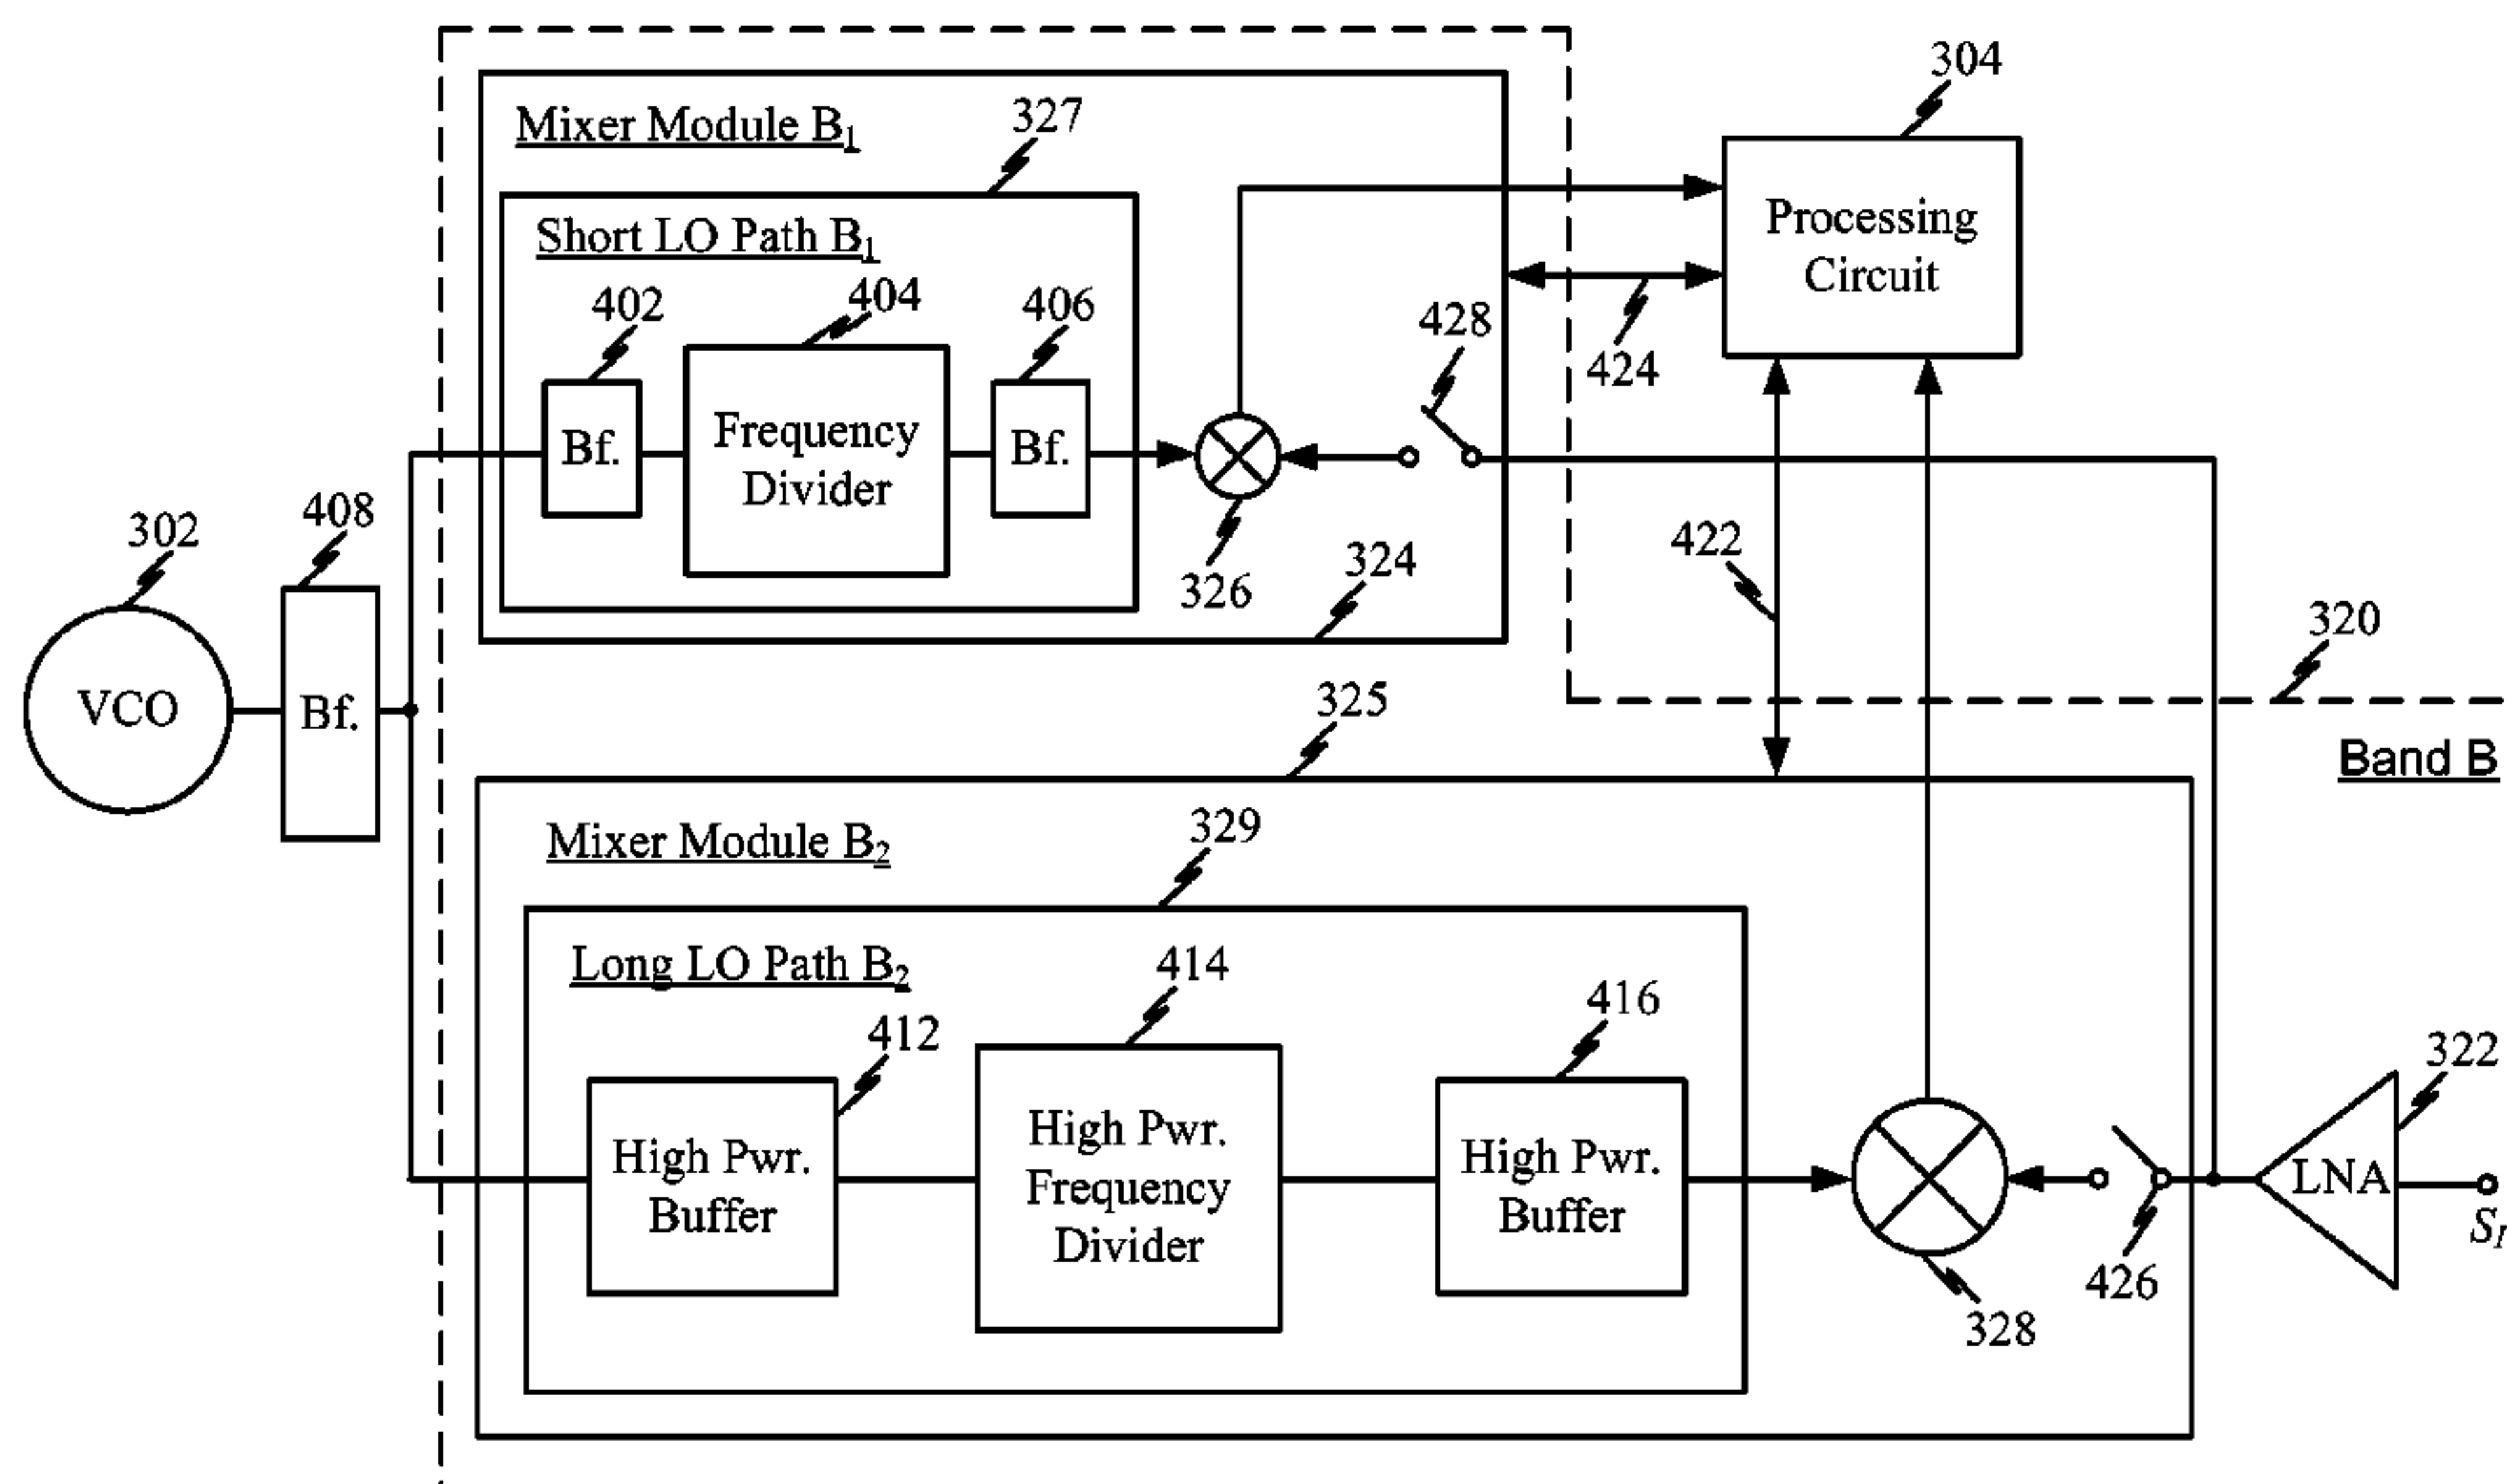 304
Mixer Module B1
327
Processing
Circuit
Short LO Path B1
402
404
406
428
424
Bf.
Frequency
Divider
Bf.
302
408
422
326
324
320
VCO
Bf.
325
Band B
Mixer Module B2
329
Long LO Path B2
414
416
412
322
High Pwr.
Buffer
High Pwr.
Frequency
Divider
High Pwr.
Buffer
LNA
426
328